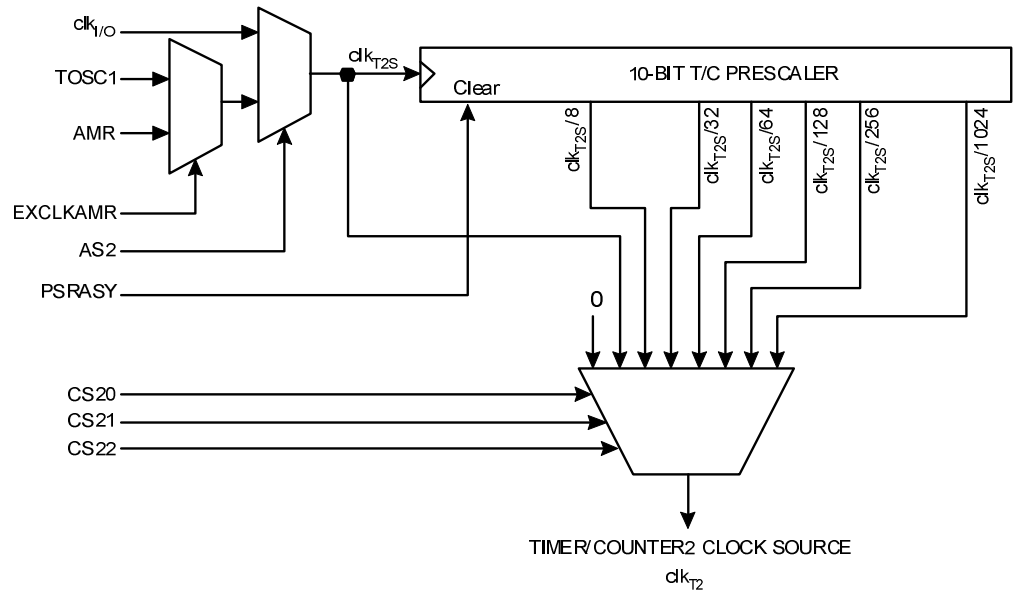 clkI/O
TOSC1
AMR
EXCLKAMR
AS2
PSRASY
clkT2S
10-BIT T/C PRESCALER
Clear
clkT2S/8
clkT2S/32
clkT2S/64
clkT2S/128
clkT2S/256
clkT2S/1024
0
CS20
CS21
CS22
TIMER/COUNTER2 CLOCK SOURCE
clkT2